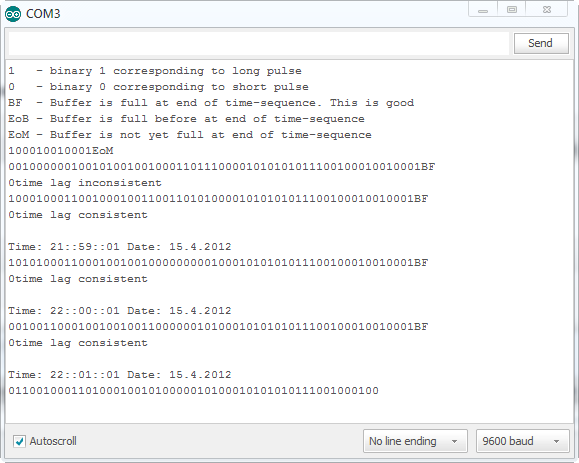 COM3
Send
1   - binary 1 corresponding to long pulse
0   - binary 0 corresponding to short pulse
BF  - Buffer is full at end of time-sequence. This is good
EoB - Buffer is full before at end of time-sequence
EoM - Buffer is not yet full at end of time-sequence
100010010001EoM
00100000010010100100100011011100001010101011100100010010001BF
0time lag inconsistent
1000100011001000100110011010100001010101011100100010010001BF
0time lag consistent
Time: 21::59::01 Date: 15.4.2012
1010100011000100100100000000010001010101011100100010010001BF
0time lag consistent
Time: 22::00::01 Date: 15.4.2012
0010011000100100100110000001010001010101011100100010010001BF
0time lag consistent
Time: 22::01::01 Date: 15.4.2012
01100100011010001001010000010100010101010111001000100
Autoscroll
No line ending
9600 baud